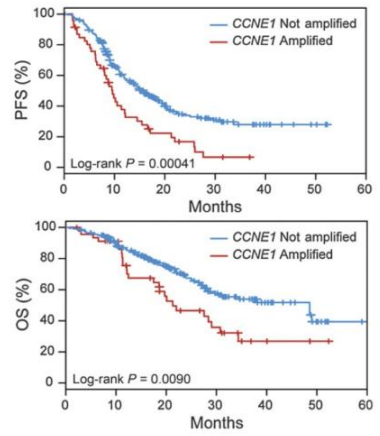 PFS (%)
100
80
60
40
20
0
CCNE1 Not amplified
CCNE1 Amplified
Log-rank P = 0.00041
0 10 20 30 40 50 60
Months
OS (%)
100
80
60
40
20
0
CCNE1 Not amplified
CCNE1 Amplified
Log-rank P = 0.0090
0 10 20 30 40 50 60
Months